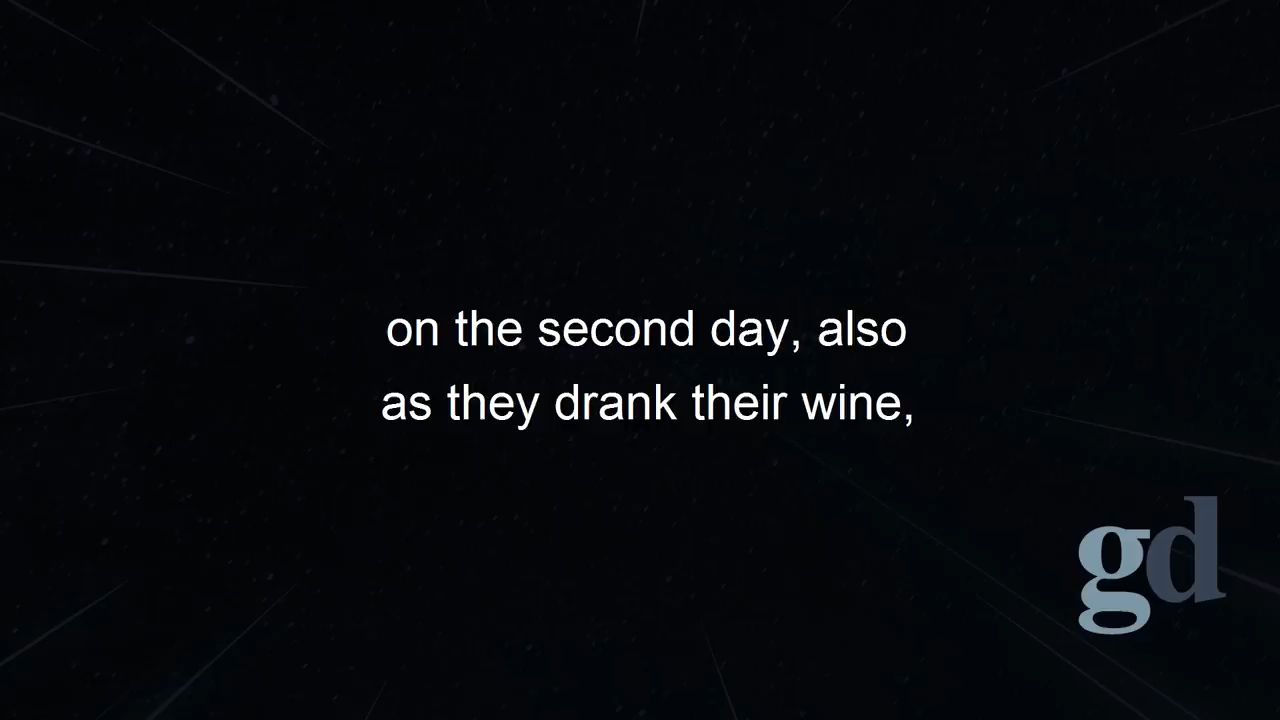 on the second day, also
as they drank their wine,
gd